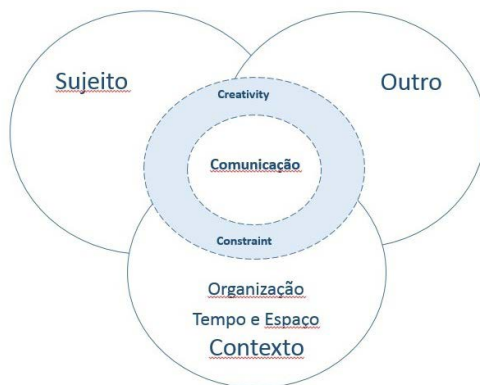 Sujeito
Outro
Creativity
Comunicação
Constraint
Organização
Tempo e Espaço
Contexto